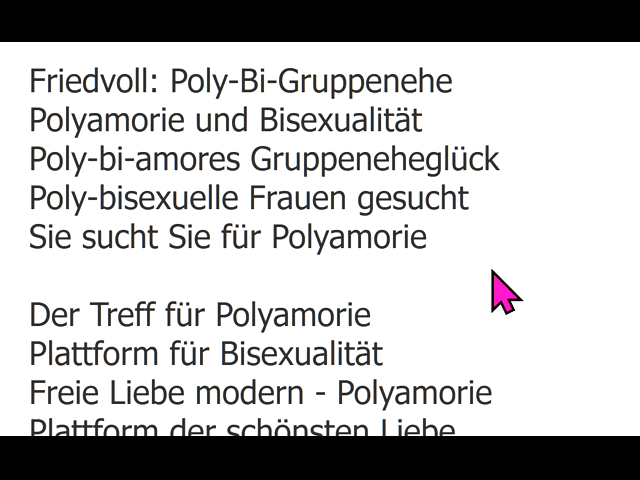 Friedvoll: Poly-Bi-Gruppenehe
Polyamorie und Bisexualität
Poly-bi-amores Gruppeneheglück
Poly-bisexuelle Frauen gesucht
Sie sucht Sie für Polyamorie
Der Treff für Polyamorie
Plattform für Bisexualität
Freie Liebe modern - Polyamorie
Plattform der schönsten Liebe